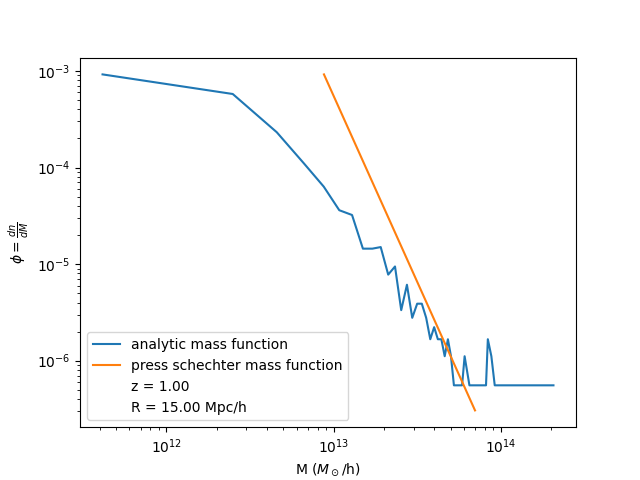 10⁻³
10⁻⁴
10⁻⁵
10⁻⁶
ϕ = dn/dM
analytic mass function
press schechter mass function
z = 1.00
R = 15.00 Mpc/h
10¹² 10¹³ 10¹⁴
M (M⊙/h)